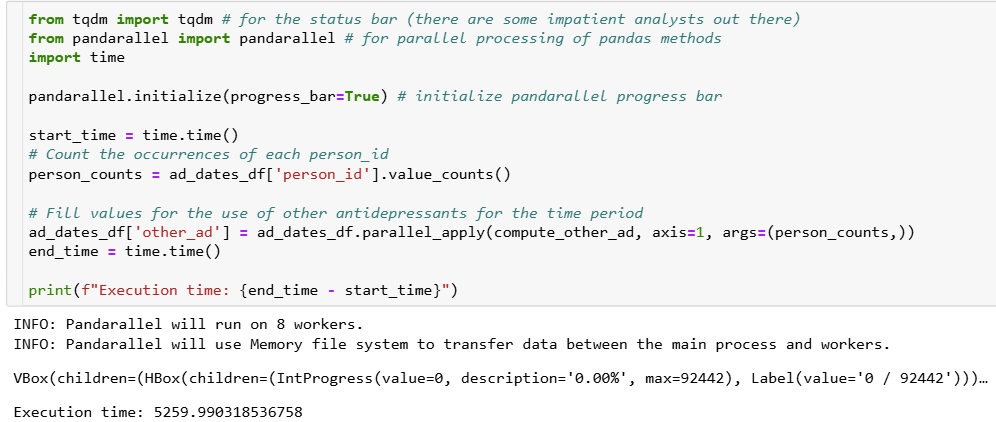 from tqdm import tqdm # for the status bar (there are some impatient analysts out there)
from pandarallel import pandarallel # for parallel processing of pandas methods
import time
pandarallel.initialize(progress_bar=True) # initialize pandarallel progress bar
start_time = time.time()
# Count the occurrences of each person_id
person_counts = ad_dates_df['person_id'].value_counts()
# Fill values for the use of other antidepressants for the time period
ad_dates_df['other_ad'] = ad_dates_df.parallel_apply(compute_other_ad, axis=1, args=(person_counts,))
end_time = time.time()
print(f"Execution time: {end_time - start_time}")
INFO: Pandarallel will run on 8 workers.
INFO: Pandarallel will use Memory file system to transfer data between the main process and workers.
VBox(children=(HBox(children=(IntProgress(value=0, description='0.00%', max=92442), Label(value='0 / 92442')))…
Execution time: 5259.990318536758